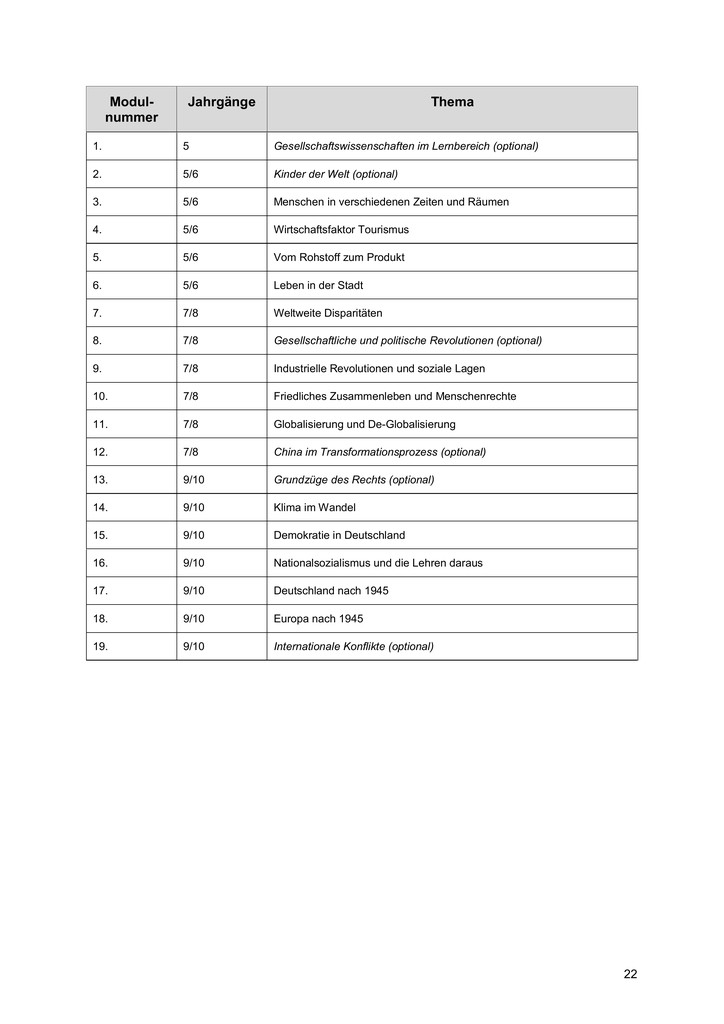 Modul-
nummer Jahrgänge Thema
1. 5 Gesellschaftswissenschaften im Lernbereich (optional)
2. 5/6 Kinder der Welt (optional)
3. 5/6 Menschen in verschiedenen Zeiten und Räumen
4. 5/6 Wirtschaftsfaktor Tourismus
5. 5/6 Vom Rohstoff zum Produkt
6. 5/6 Leben in der Stadt
7. 7/8 Weltweite Disparitäten
8. 7/8 Gesellschaftliche und politische Revolutionen (optional)
9. 7/8 Industrielle Revolutionen und soziale Lagen
10. 7/8 Friedliches Zusammenleben und Menschenrechte
11. 7/8 Globalisierung und De-Globalisierung
12. 7/8 China im Transformationsprozess (optional)
13. 9/10 Grundzüge des Rechts (optional)
14. 9/10 Klima im Wandel
15. 9/10 Demokratie in Deutschland
16. 9/10 Nationalsozialismus und die Lehren daraus
17. 9/10 Deutschland nach 1945
18. 9/10 Europa nach 1945
19. 9/10 Internationale Konflikte (optional)
22